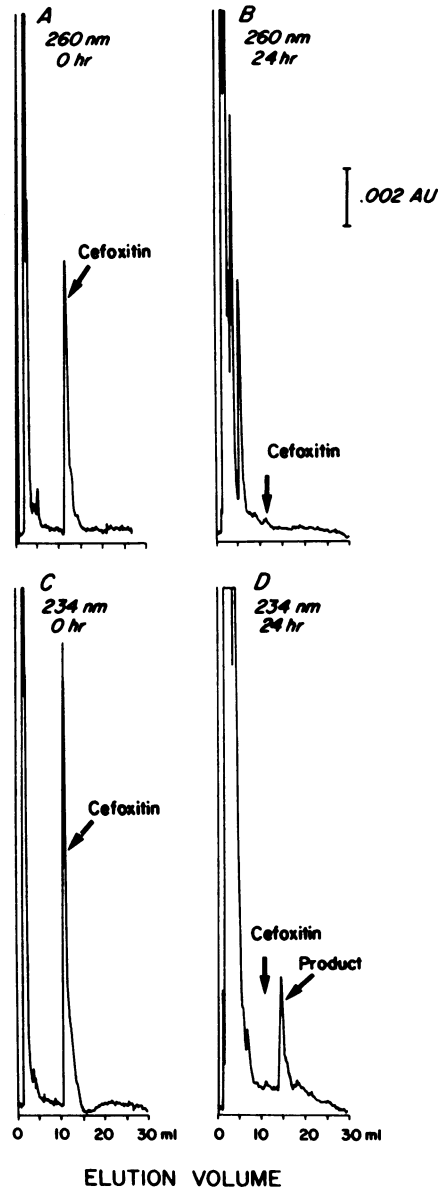 A
260 nm
0 hr
Cefoxitin
B
260 nm
24 hr
.002 AU
Cefoxitin
C
234 nm
0 hr
Cefoxitin
D
234 nm
24 hr
Cefoxitin
Product
0 10 20 30 ml
0 10 20 30 ml
ELUTION VOLUME